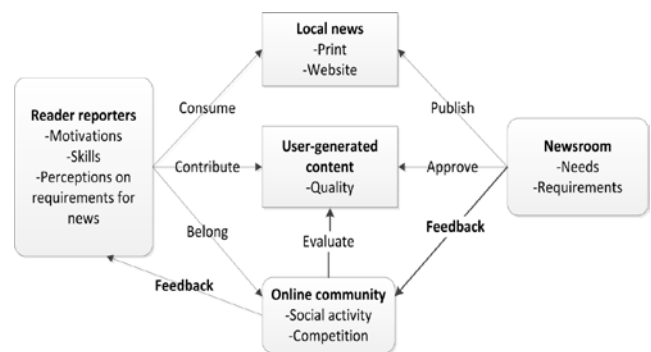 Local news
-Print
-Website
Consume
Publish
Reader reporters
-Motivations
-Skills
-Perceptions on
requirements for
news
Contribute
User-generated
content
-Quality
Approve
Newsroom
-Needs
-Requirements
Belong
Evaluate
Feedback
Feedback
Online community
-Social activity
-Competition